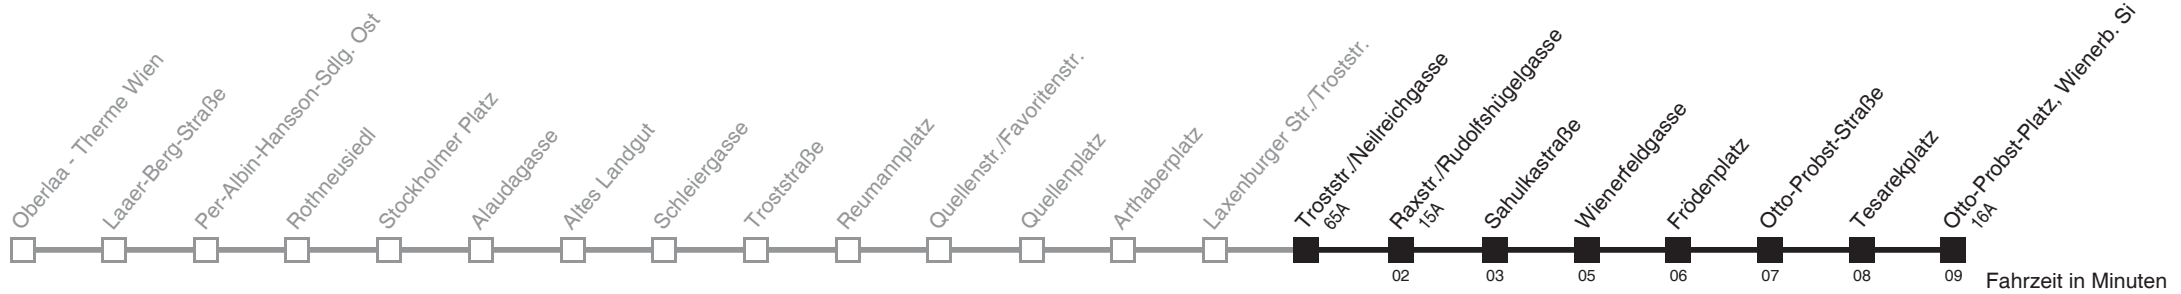 Oberlaa - Therme Wien
Laaer-Berg-Straße
Per-Albin-Hansson-Sdlg. Ost
Rothneusiedl
Stockholmer Platz
Alaudagasse
Altes Landgut
Schleiergasse
Troststraße
Reumannplatz
Quellenstr./Favoritenstr.
Quellenplatz
Arthaberplatz
Laxenburger Str./Troststr.
Troststr./Neilreichgasse
65A
Raxstr./Rudolfshügelgasse
15A
Sahulkastraße
Wienerfeldgasse
Frödenplatz
Otto-Probst-Straße
Tesarekplatz
Otto-Probst-Platz, Wienerb. Si
16A
02 03 05 06 07 08 09 Fahrzeit in Minuten